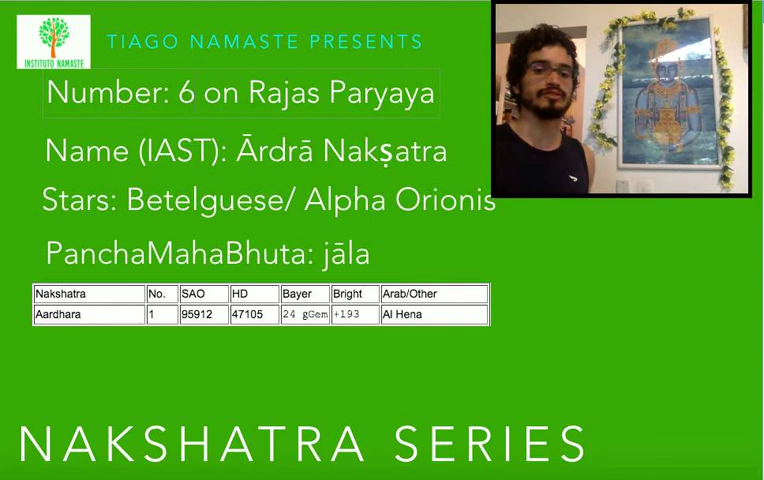 INSTITUTO NAMASTE
TIAGO NAMASTE PRESENTS
Number: 6 on Rajas Paryaya
Name (IAST): Ārdrā Nakṣatra
Stars: Betelguese/ Alpha Orionis
PanchaMahaBhuta: jāla
Nakshatra No. SAO HD Bayer Bright Arab/Other
Aardhara 1 95912 47105 24 gGem +193 Al Hena
NAKSHATRA SERIES